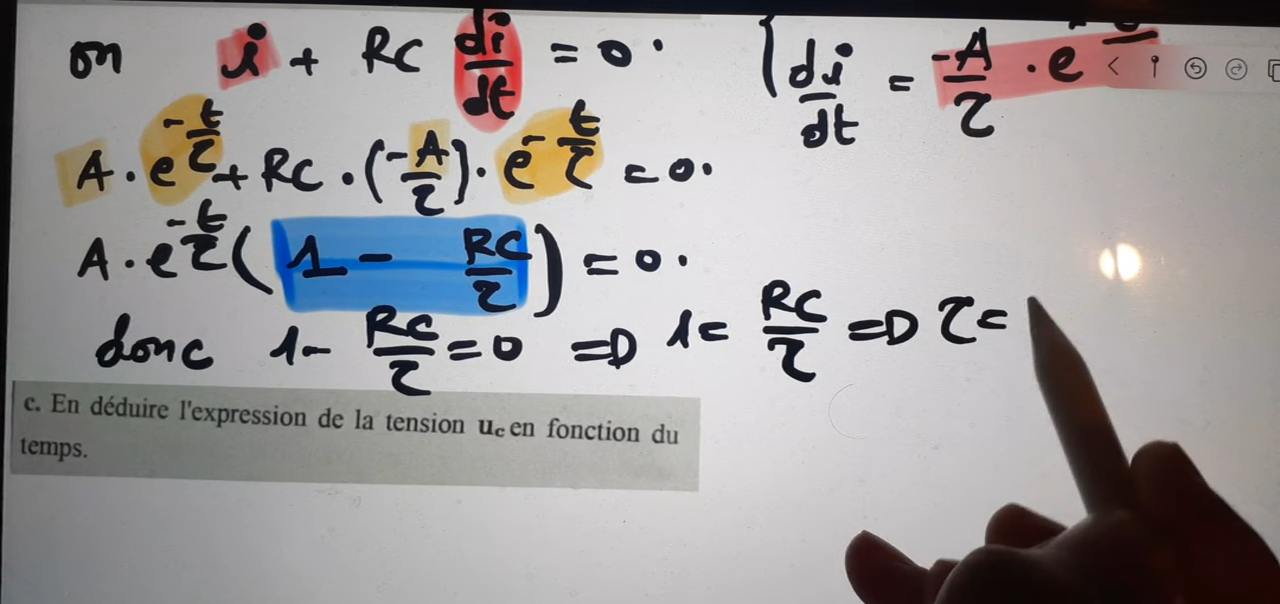 on i + RC di/dt = 0.
di/dt = -A/τ . e
A . e^-t/τ + RC . (-A/τ) . e^-t/τ = 0.
A . e^-t/τ (1 - RC/τ) = 0.
donc 1 - RC/τ = 0 => 1 = RC/τ => τ =
c. En déduire l'expression de la tension uc en fonction du
temps.